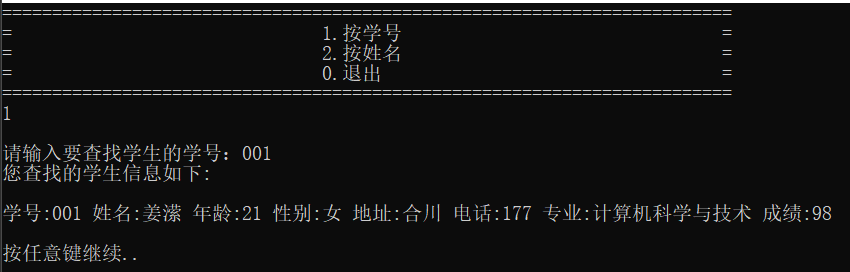 ========================================================================
= 1.按学号 =
= 2.按姓名 =
= 0.退出 =
========================================================================
1
请输入要查找学生的学号：001
您查找的学生信息如下:
学号:001 姓名:姜潆 年龄:21 性别:女 地址:合川 电话:177 专业:计算机科学与技术 成绩:98
按任意键继续..